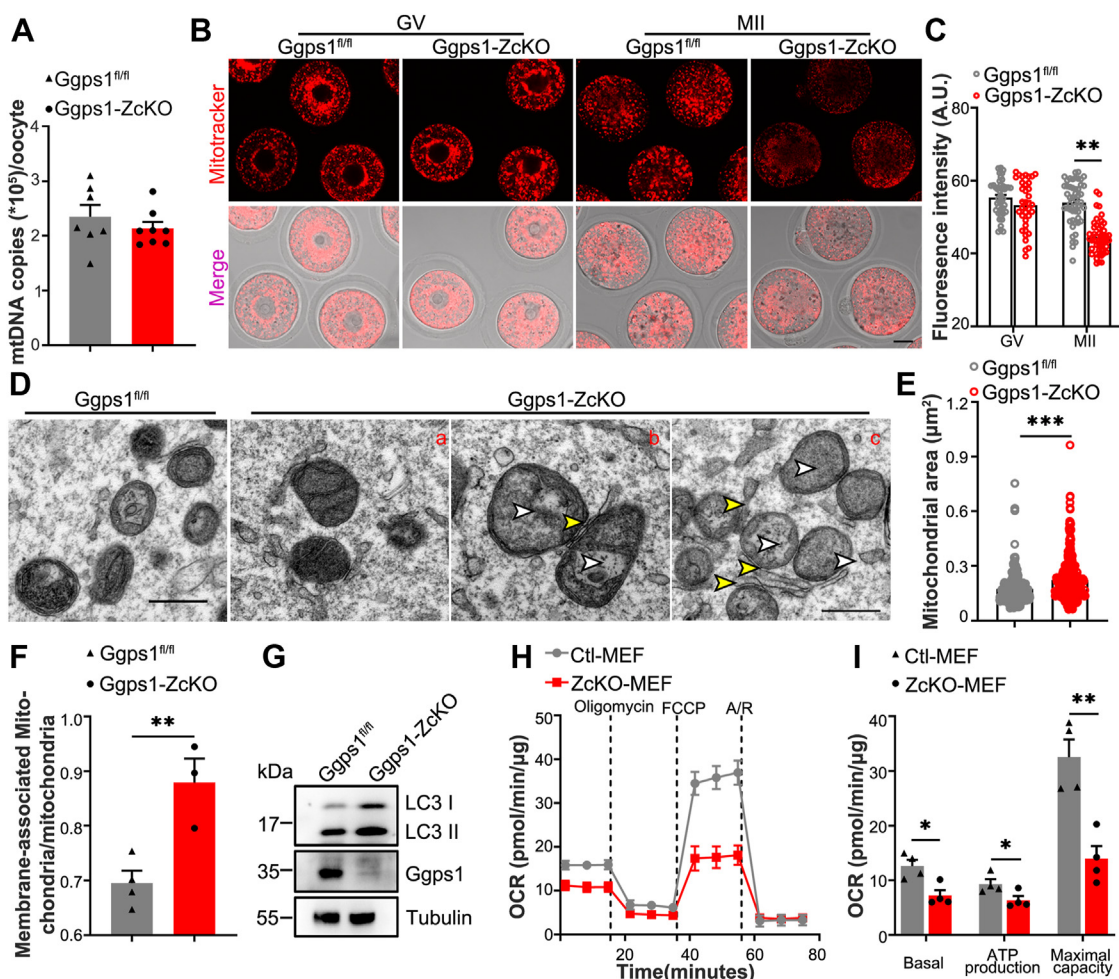 A
Ggps1fl/fl
Ggps1-ZcKO
mtDNA copies (*10⁵)/oocyte
4
3
2
1
0
B
GV
MII
Ggps1fl/fl
Ggps1-ZcKO
Ggps1fl/fl
Ggps1-ZcKO
Mitotracker
Merge
C
Ggps1fl/fl
Ggps1-ZcKO
Fluoresence intensity (A.U.)
80
60
40
20
**
GV
MII
D
Ggps1fl/fl
Ggps1-ZcKO
a
b
c
E
Ggps1fl/fl
Ggps1-ZcKO
Mitochondrial area (µm²)
1.2
0.9
0.6
0.3
0
***
F
Ggps1fl/fl
Ggps1-ZcKO
Membrane-associated Mito-
chondria/mitochondria
1.0
0.9
0.8
0.7
0.6
**
G
Ggps1fl/fl
Ggps1-ZcKO
kDa
LC3 I
17
LC3 II
35
Ggps1
55
Tubulin
H
Ctl-MEF
ZcKO-MEF
Oligomycin
FCCP
A/R
OCR (pmol/min/µg)
50
40
30
20
10
0
20
40
60
80
Time(minutes)
I
Ctl-MEF
ZcKO-MEF
OCR (pmol/min/µg)
40
30
20
10
0
*
*
**
Basal
ATP
production
Maximal
capacity